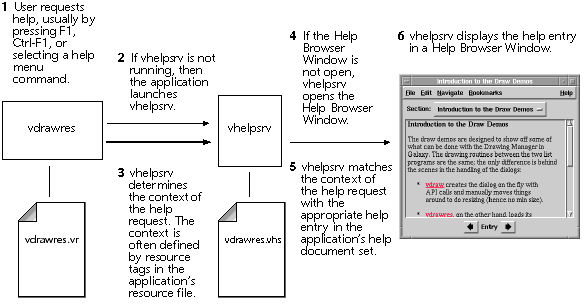 1 User requests
help, usually by
pressing F1,
Ctrl-F1, or
selecting a help
menu
command.
2 If vhelpsrv is not
running, then
the application
launches
vhelpsrv.
vdrawres
vhelpsrv
3 vhelpsrv
determines the
context of the
help
request. The
context is
often defined
by resource
tags in the
application's
resource file.
vdrawres.vr
vdrawres.vhs
4 If the Help
Browser
Window is
not open,
vhelpsrv
opens the
Help Browser
Window.
5 vhelpsrv matches
the context of
the help request
with the
appropriate help
entry in the
application's help
document set.
6 vhelpsrv displays the help entry
in a Help Browser Window.
Introduction to the Draw Demos
File Edit Navigate Bookmarks Help
Section: Introduction to the Draw Demos
Introduction to the Draw Demos
The draw demos are designed to show off some of
what can be done with the Drawing Manager in
Galaxy. The drawing routines between the two list
programs are the same; the only difference is behind
the scenes in the handling of the dialogs:
• vdraw creates the dialog on the fly with
API calls and manually moves things
around to do resizing (hence no min size).
• vdrawres, on the other hand, loads its
Entry